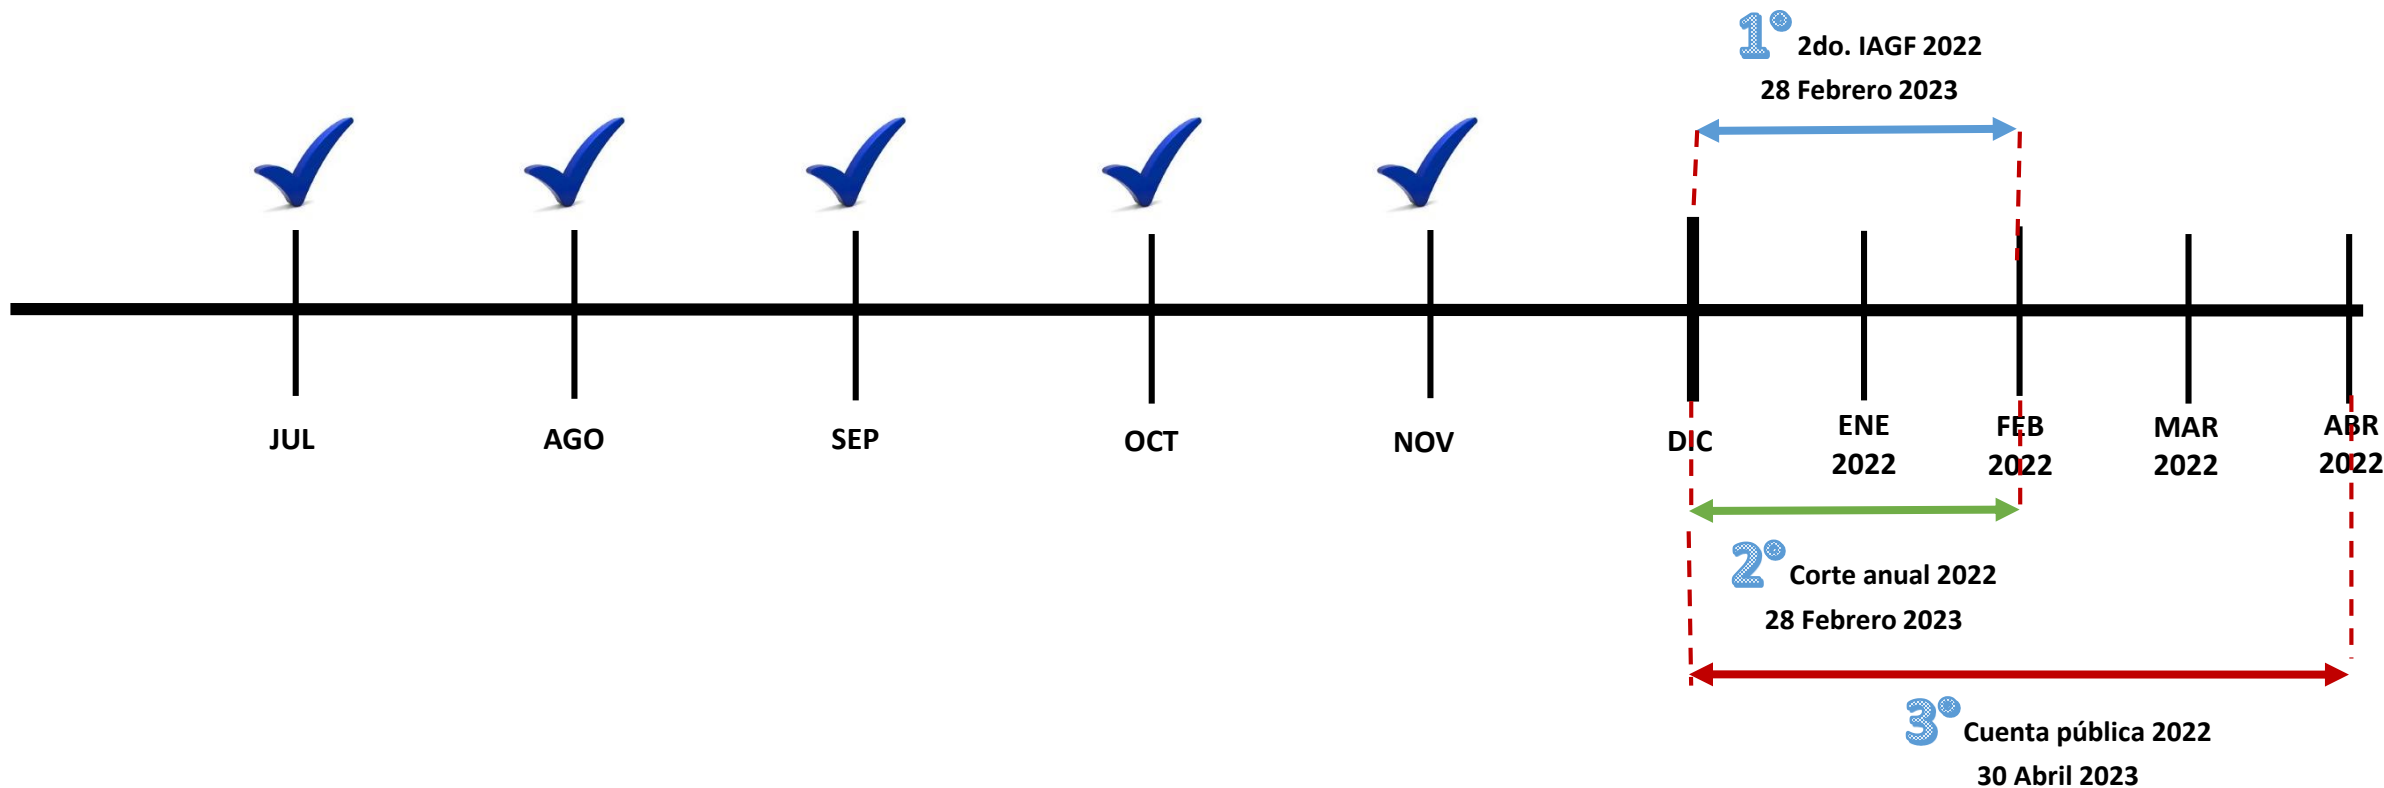 1° 2do. IAGF 2022
28 Febrero 2023
JUL
AGO
SEP
OCT
NOV
DIC
ENE
2022
FEB
2022
MAR
2022
ABR
2022
2° Corte anual 2022
28 Febrero 2023
3° Cuenta pública 2022
30 Abril 2023